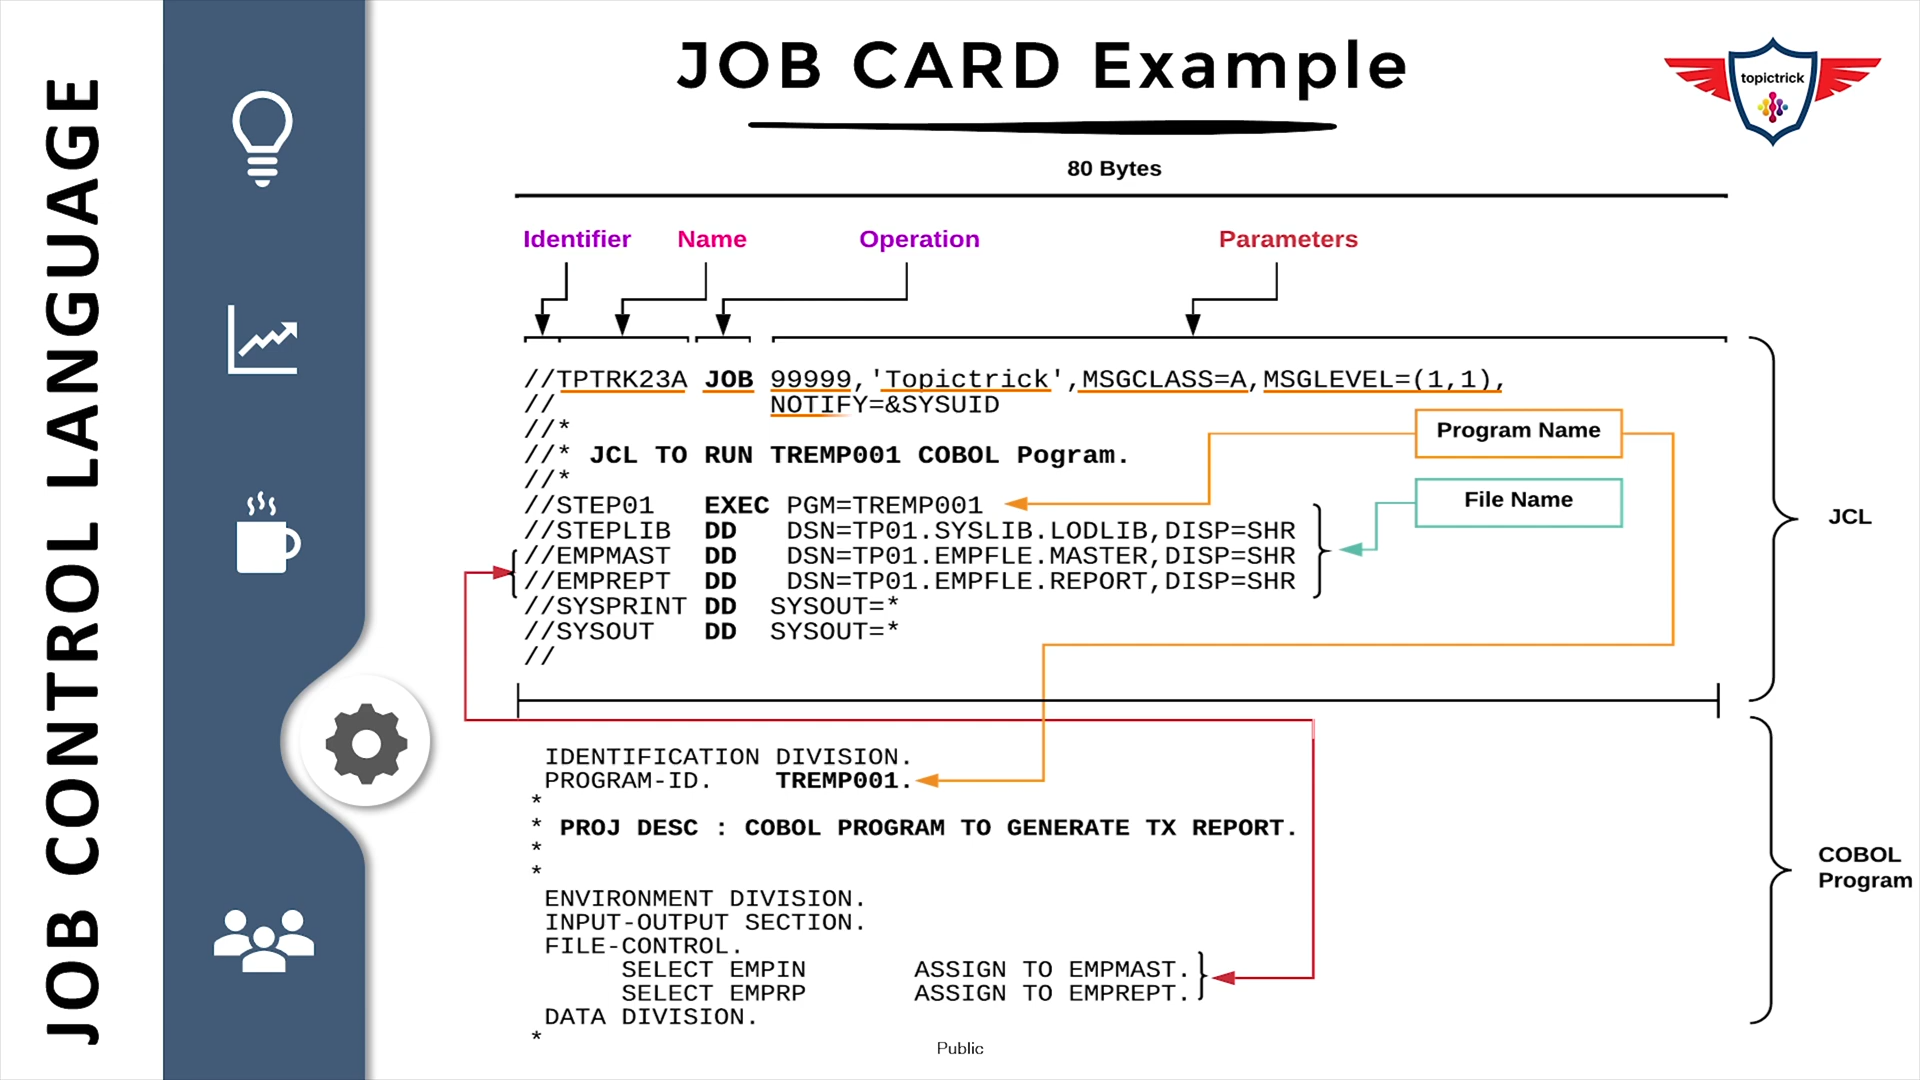 JOB CONTROL LANGUAGE
JOB CARD Example
topictrick
80 Bytes
Identifier Name Operation Parameters
//TPTRK23A JOB 99999,'Topictrick',MSGCLASS=A,MSGLEVEL=(1,1),
// NOTIFY=&SYSUID
//*
//* JCL TO RUN TREMP001 COBOL Pogram.
//*
//STEP01 EXEC PGM=TREMP001
//STEPLIB DD DSN=TP01.SYSLIB.LODLIB,DISP=SHR
//EMPMAST DD DSN=TP01.EMPFLE.MASTER,DISP=SHR
//EMPREPT DD DSN=TP01.EMPFLE.REPORT,DISP=SHR
//SYSPRINT DD SYSOUT=*
//SYSOUT DD SYSOUT=*
//
Program Name
File Name
JCL
IDENTIFICATION DIVISION.
PROGRAM-ID. TREMP001.
*
* PROJ DESC : COBOL PROGRAM TO GENERATE TX REPORT.
*
*
ENVIRONMENT DIVISION.
INPUT-OUTPUT SECTION.
FILE-CONTROL.
SELECT EMPIN ASSIGN TO EMPMAST.
SELECT EMPRP ASSIGN TO EMPREPT.
DATA DIVISION.
*
COBOL
Program
Public